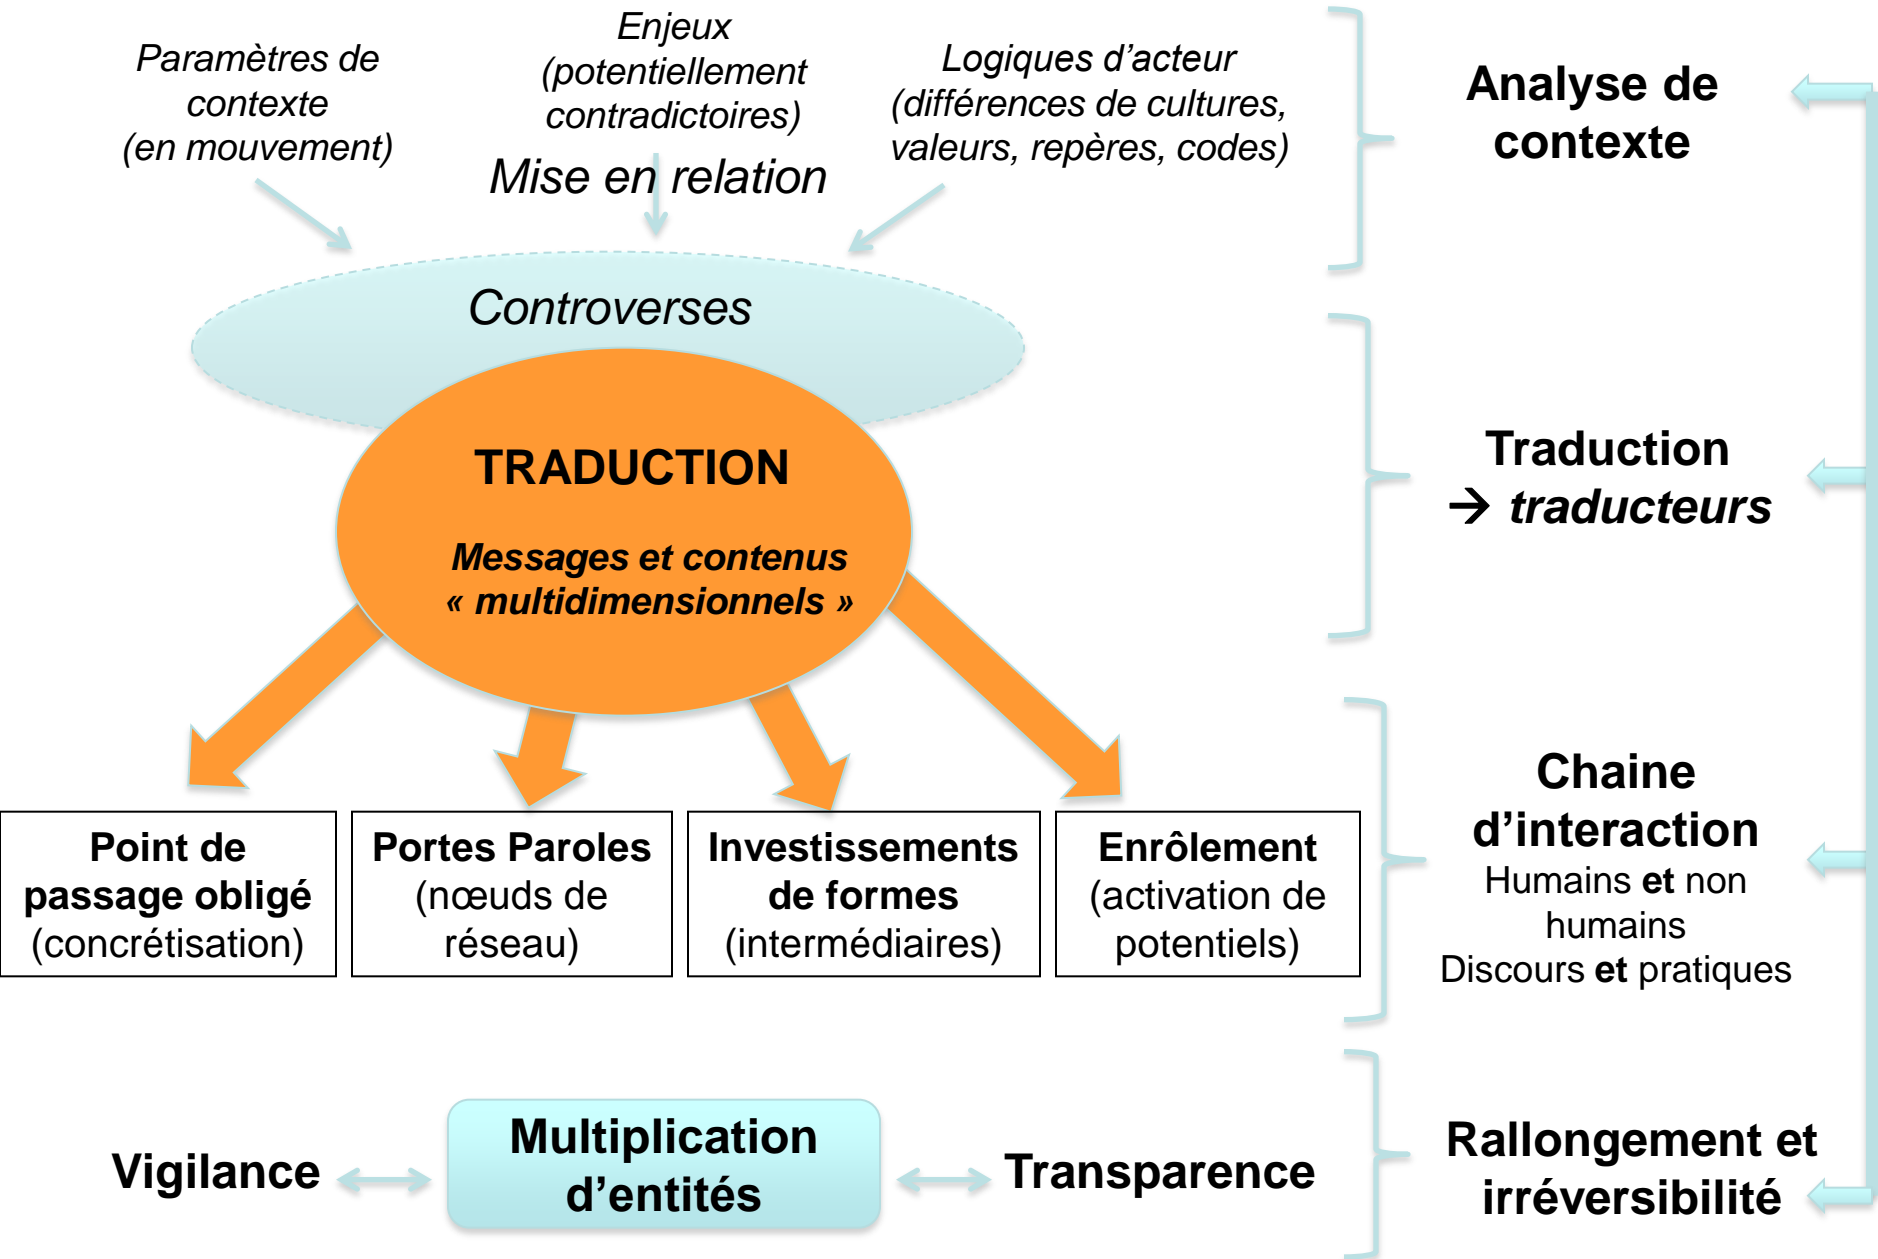 Paramètres de
contexte
(en mouvement)
Enjeux
(potentiellement
contradictoires)
Logiques d’acteur
(différences de cultures,
valeurs, repères, codes)
Mise en relation
Analyse de
contexte
Controverses
TRADUCTION
Messages et contenus
« multidimensionnels »
Traduction
→ traducteurs
Point de
passage obligé
(concrétisation)
Portes Paroles
(nœuds de
réseau)
Investissements
de formes
(intermédiaires)
Enrôlement
(activation de
potentiels)
Chaine
d’interaction
Humains et non
humains
Discours et pratiques
Vigilance
Multiplication
d’entités
Transparence
Rallongement et
irréversibilité